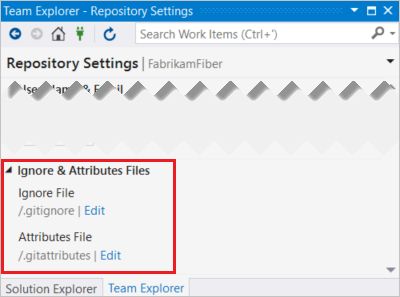 Team Explorer - Repository Settings
Search Work Items (Ctrl+')
Repository Settings | FabrikamFiber
Ignore & Attributes Files
Ignore File
/.gitignore | Edit
Attributes File
/.gitattributes | Edit
Solution Explorer Team Explorer